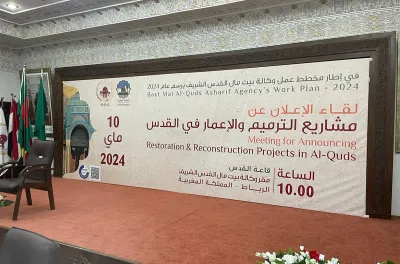 في إطار مخطط عمل وكالة بيت مال القدس الشريف برسم عام 2024
Bayt Mal Al-Quds Asharif Agency's Work Plan - 2024
لقاء الإعلان عن
مشاريع الترميم والإعمار في القدس
Meeting for Announcing
Restoration & Reconstruction Projects in Al-Quds
10
ماي
2024
الساعة
10.00
قاعة القدس
مقر وكالة بيت مال القدس الشريف
الرباط - المملكة المغربية